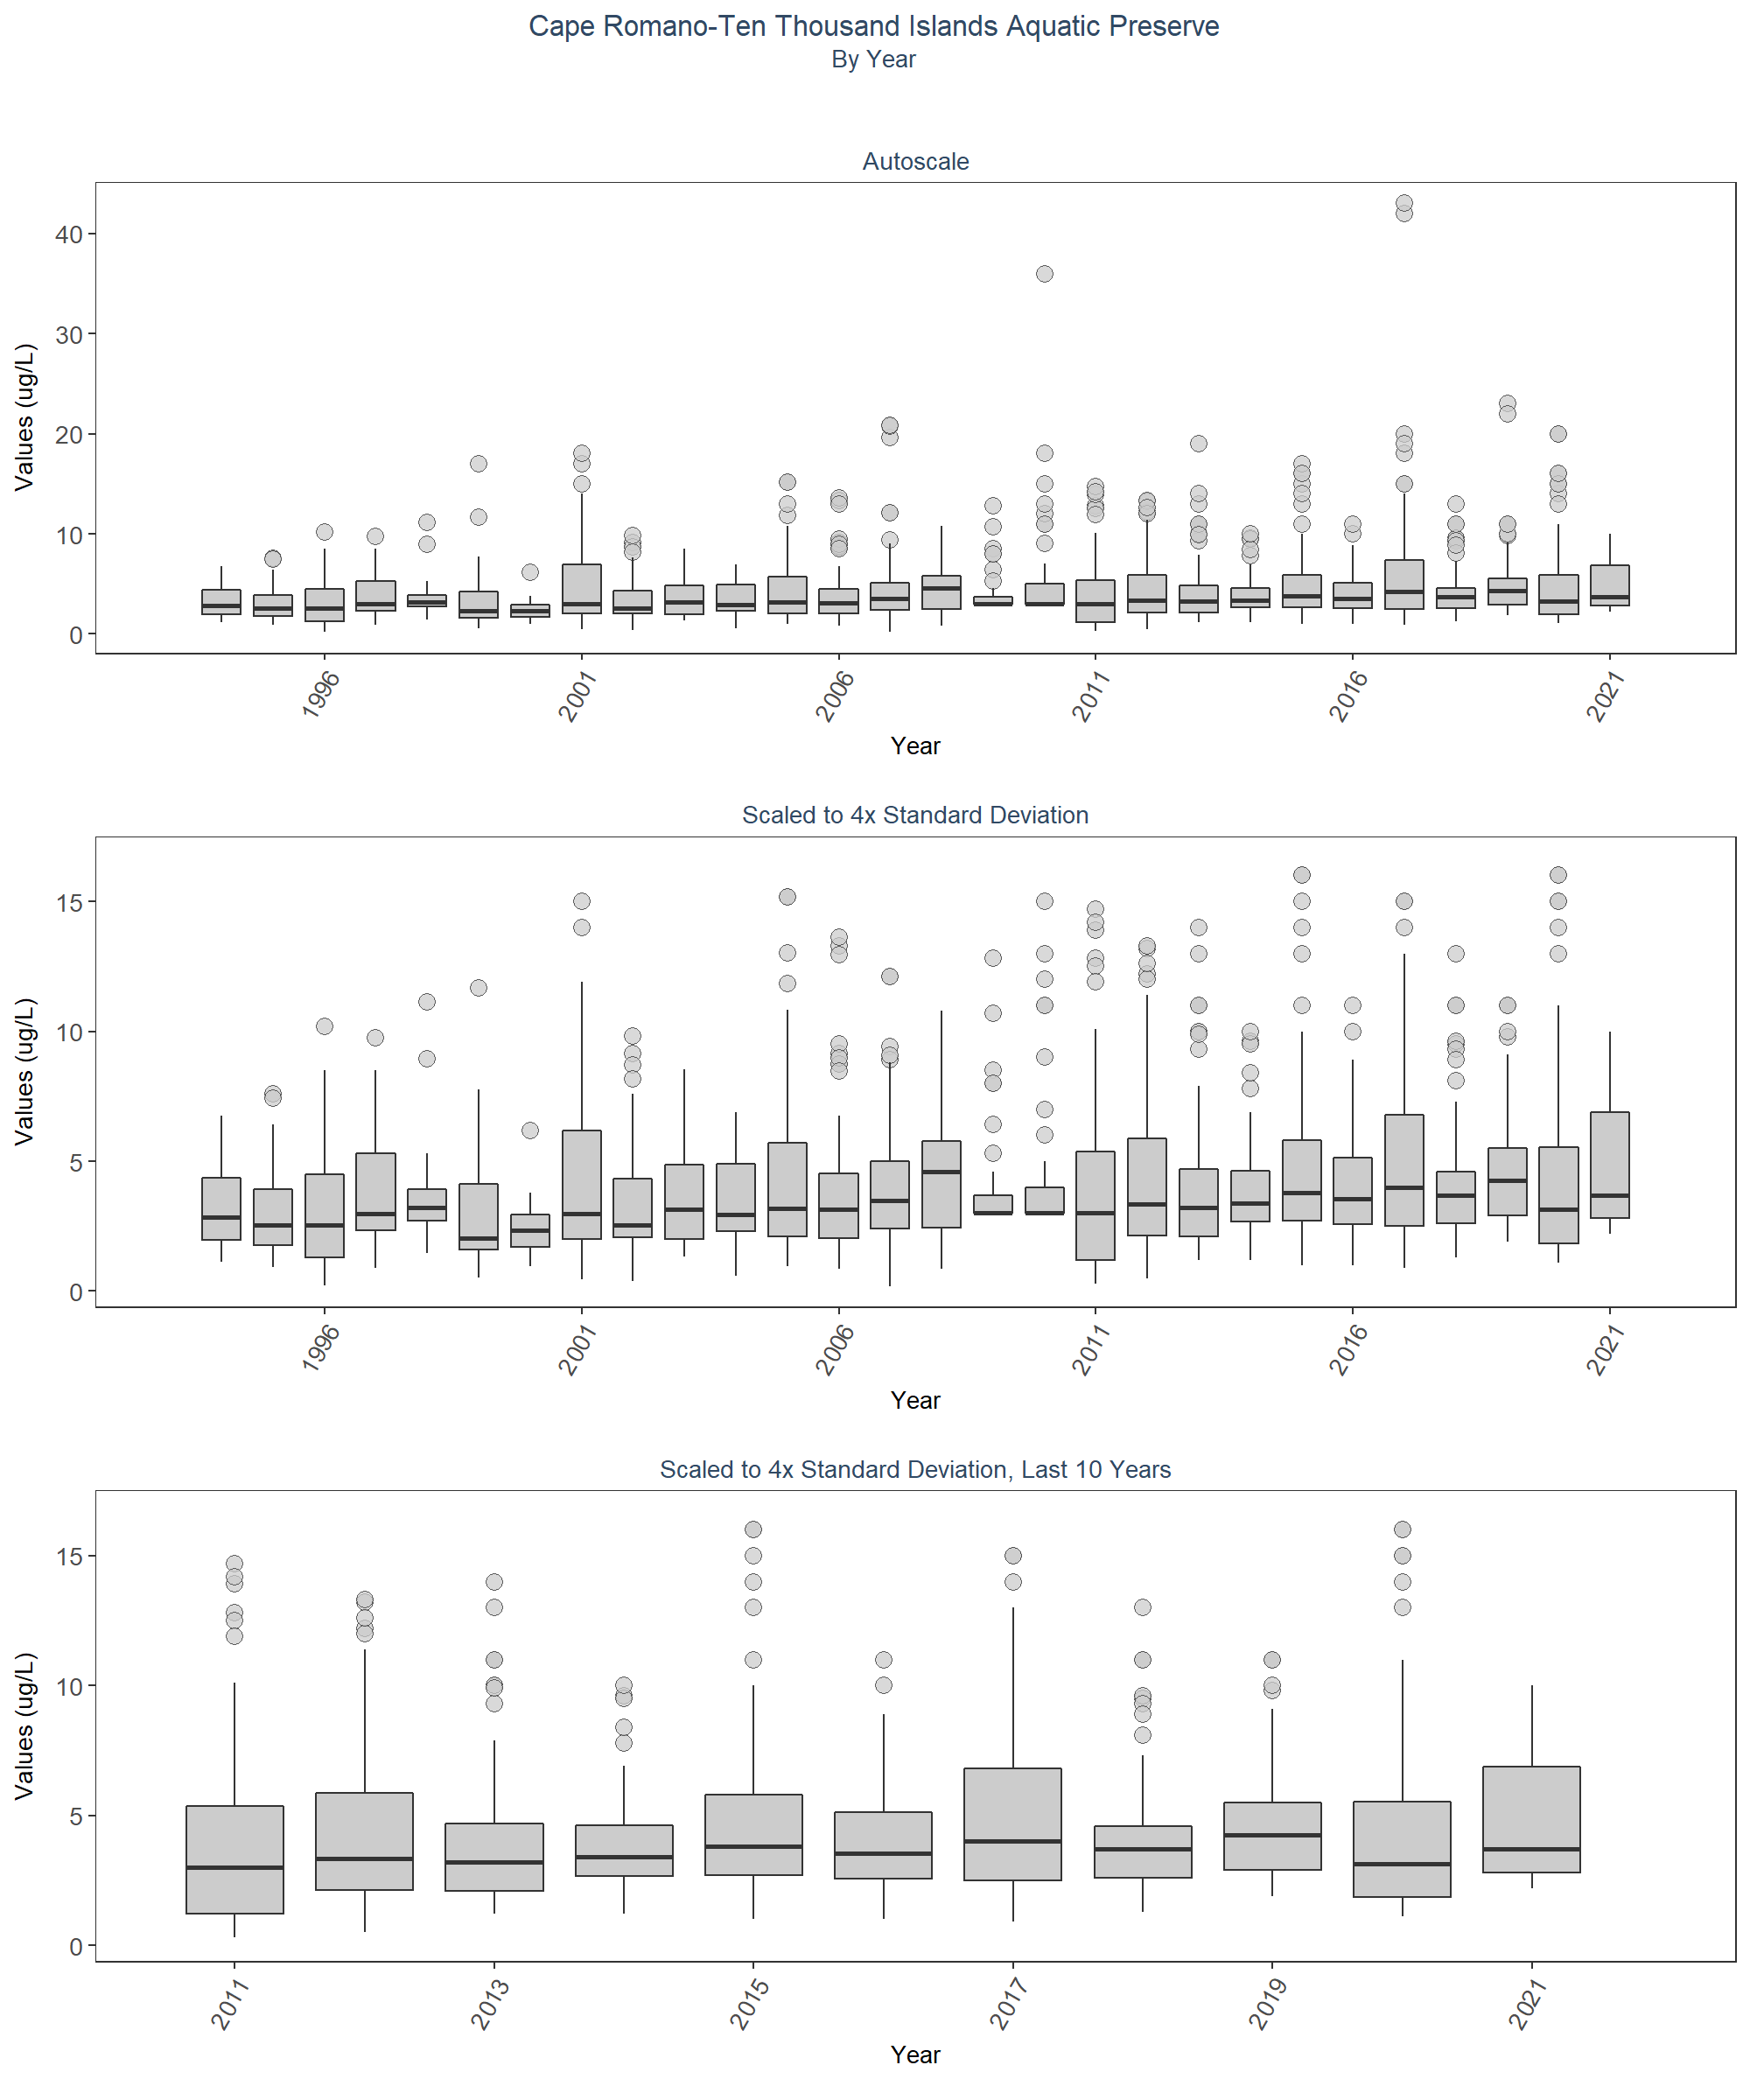 Cape Romano-Ten Thousand Islands Aquatic Preserve
By Year
Autoscale
Values (ug/L)
40
30
20
10
0
1996
2001
2006
2011
2016
2021
Year
Scaled to 4x Standard Deviation
Values (ug/L)
15
10
5
0
1996
2001
2006
2011
2016
2021
Year
Scaled to 4x Standard Deviation, Last 10 Years
Values (ug/L)
15
10
5
0
2011
2013
2015
2017
2019
2021
Year